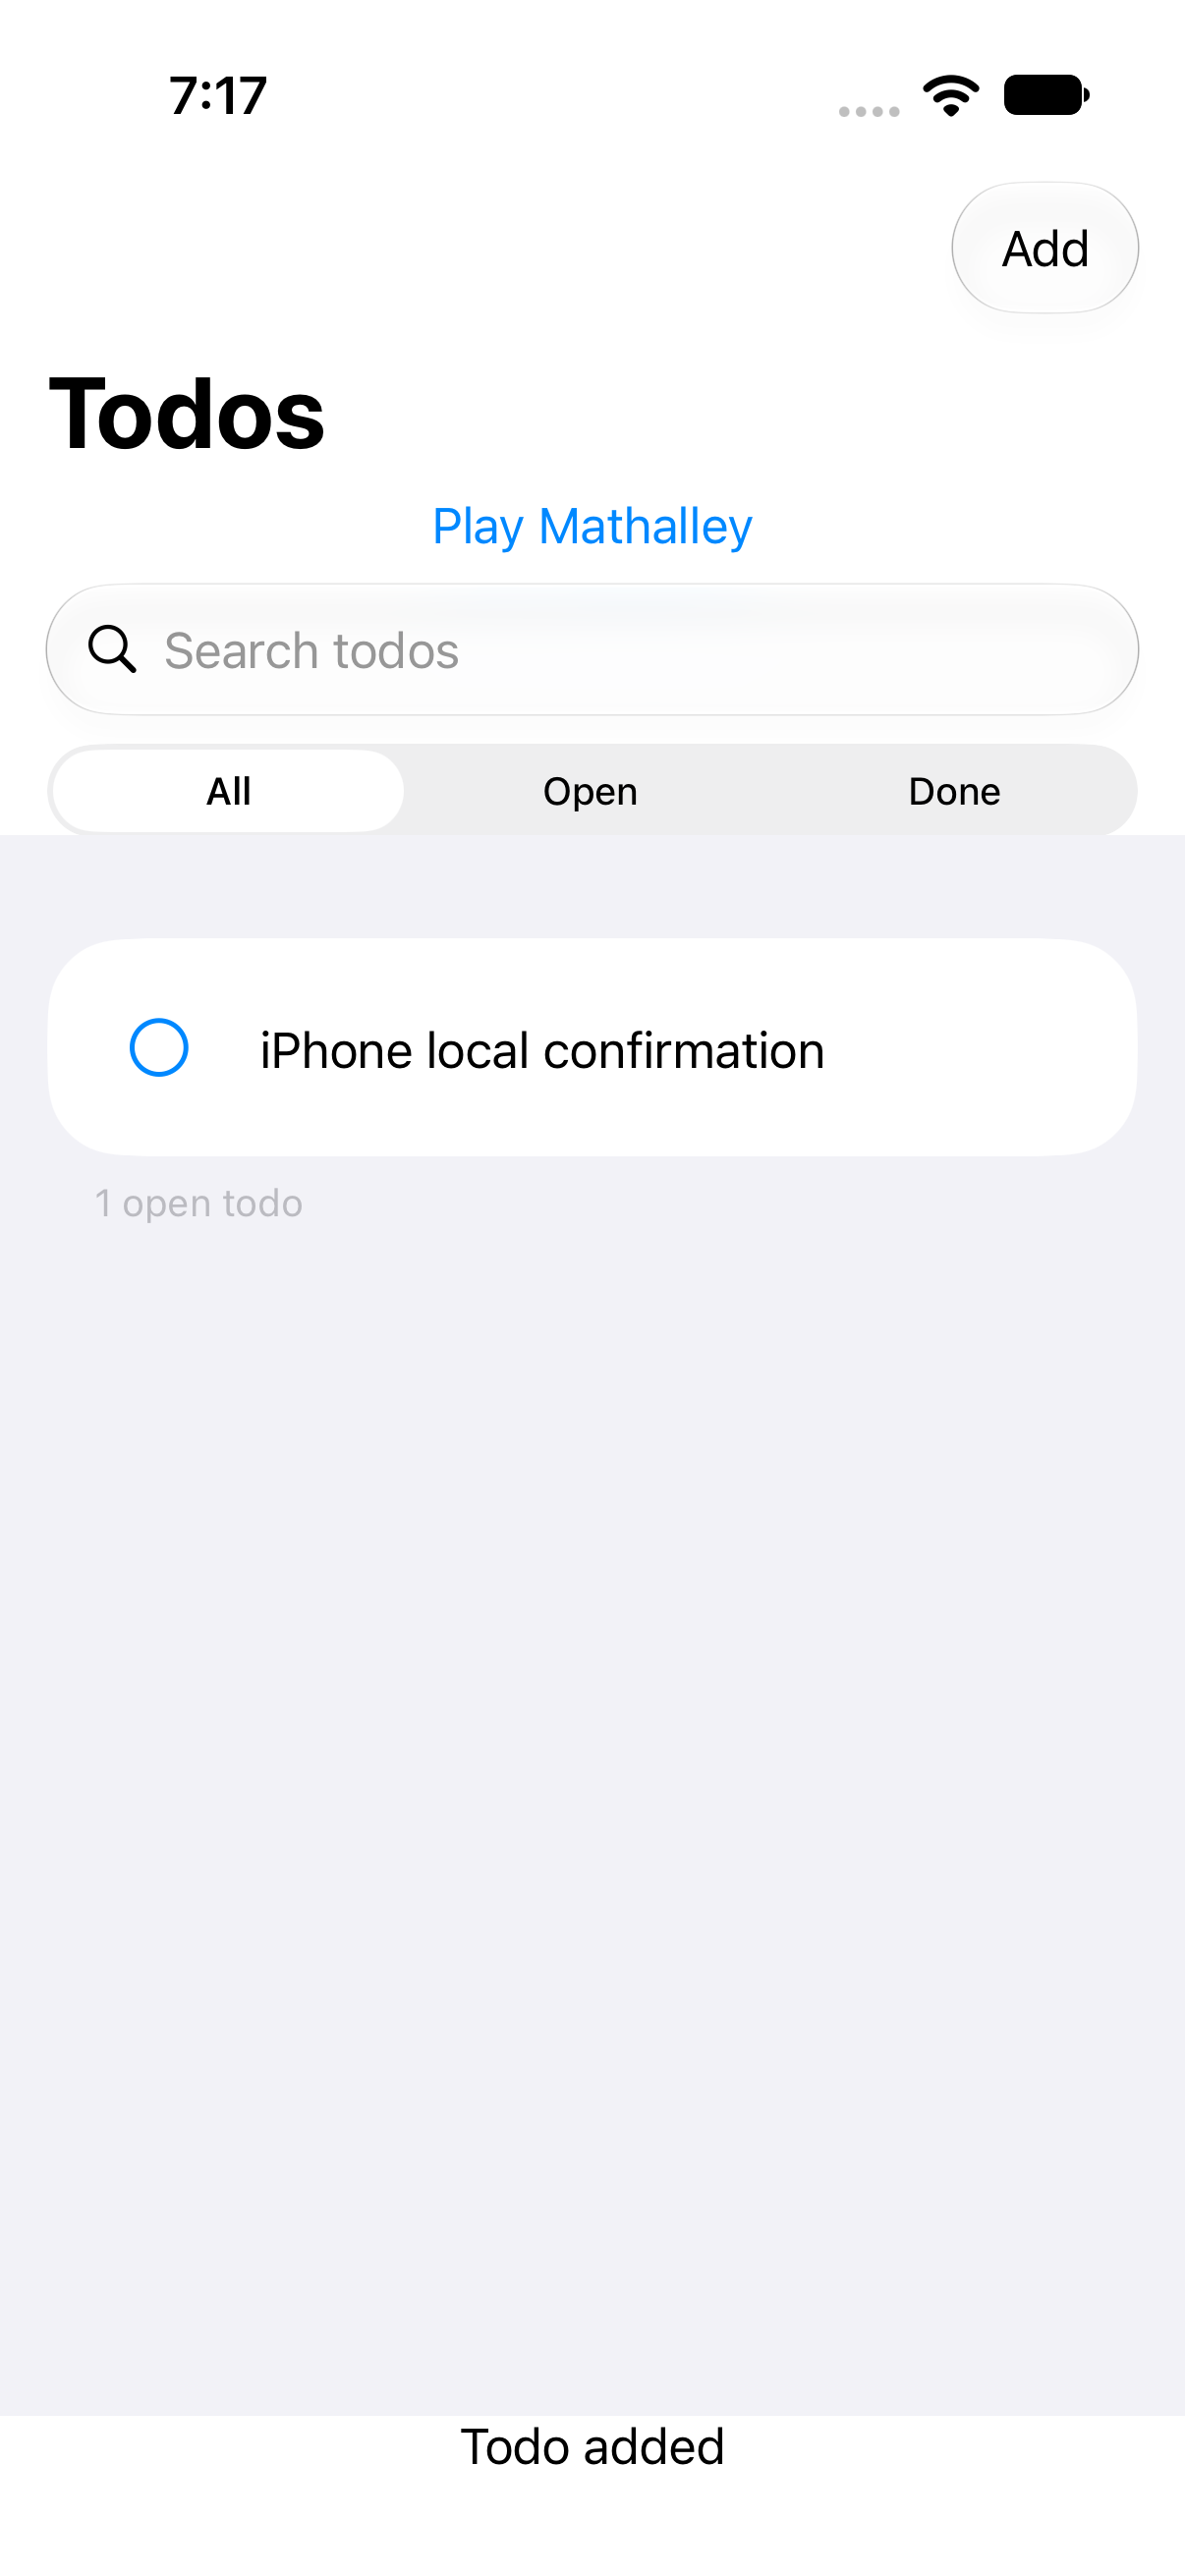 7:17
Add
Todos
Play Mathalley
Search todos
All Open Done
iPhone local confirmation
1 open todo
Todo added